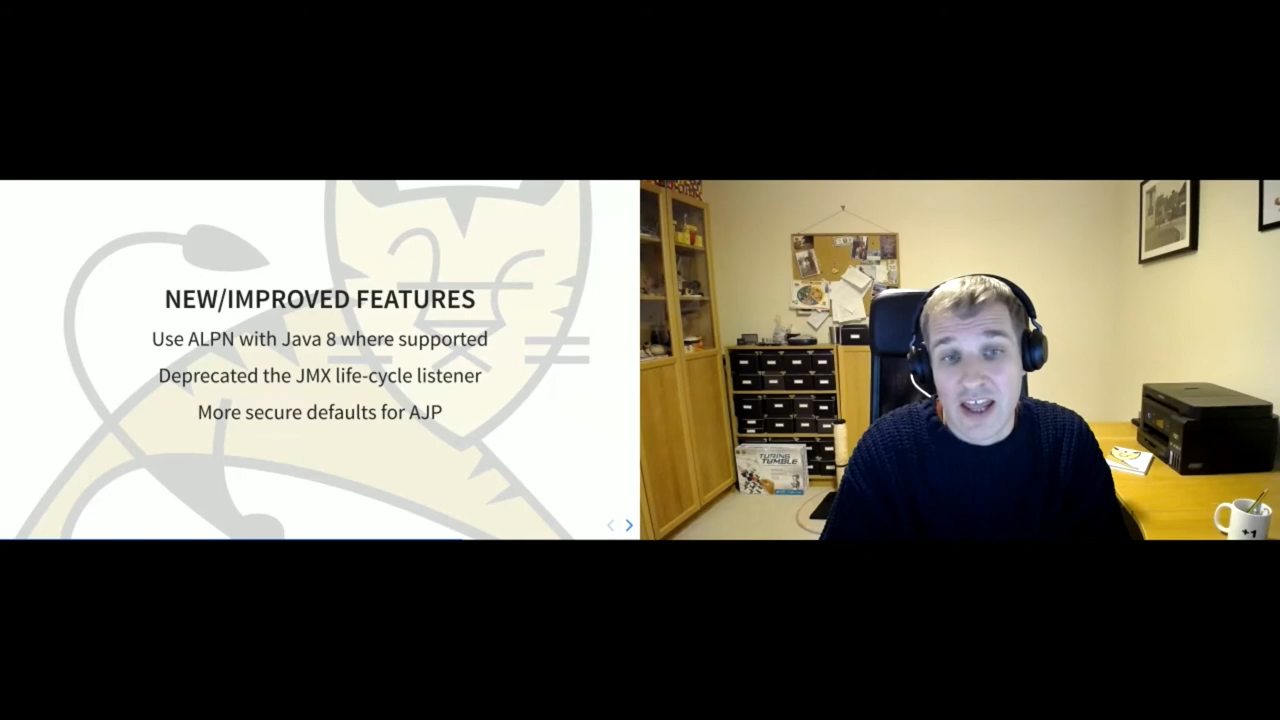 NEW/IMPROVED FEATURES
Use ALPN with Java 8 where supported
Deprecated the JMX life-cycle listener
More secure defaults for AJP
TURING
TUMBLE
+1